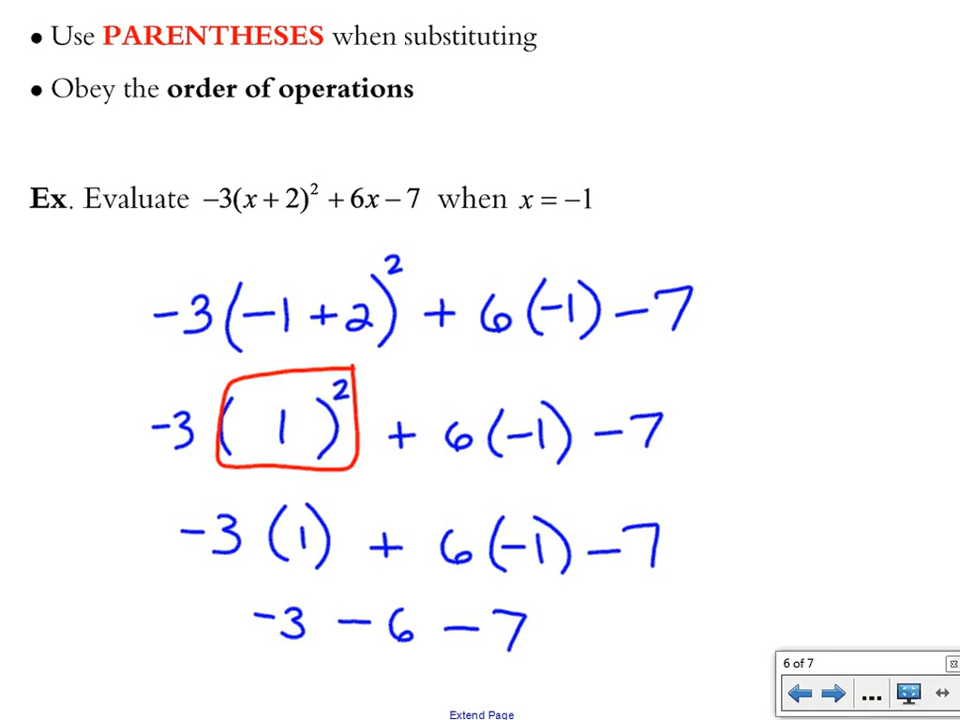 • Use PARENTHESES when substituting
• Obey the order of operations
Ex. Evaluate −3(x + 2)² + 6x − 7 when x = −1
-3(-1+2)² + 6(-1) - 7
-3(1)² + 6(-1) - 7
-3(1) + 6(-1) - 7
-3 - 6 - 7
6 of 7
...
Extend Page